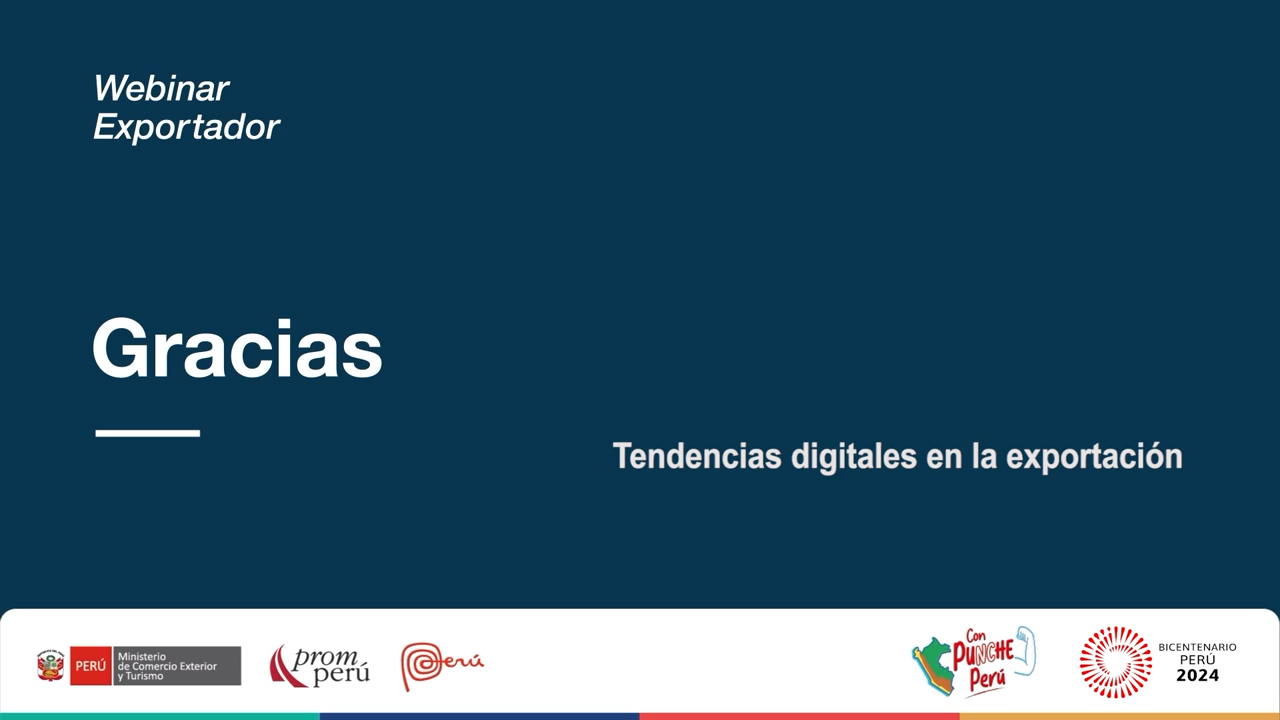 Webinar
Exportador
Gracias
Tendencias digitales en la exportación
PERÚ
Ministerio
de Comercio Exterior
y Turismo
prom
perú
Perú
Con
PUNCHE
Perú
BICENTENARIO
PERÚ
2024